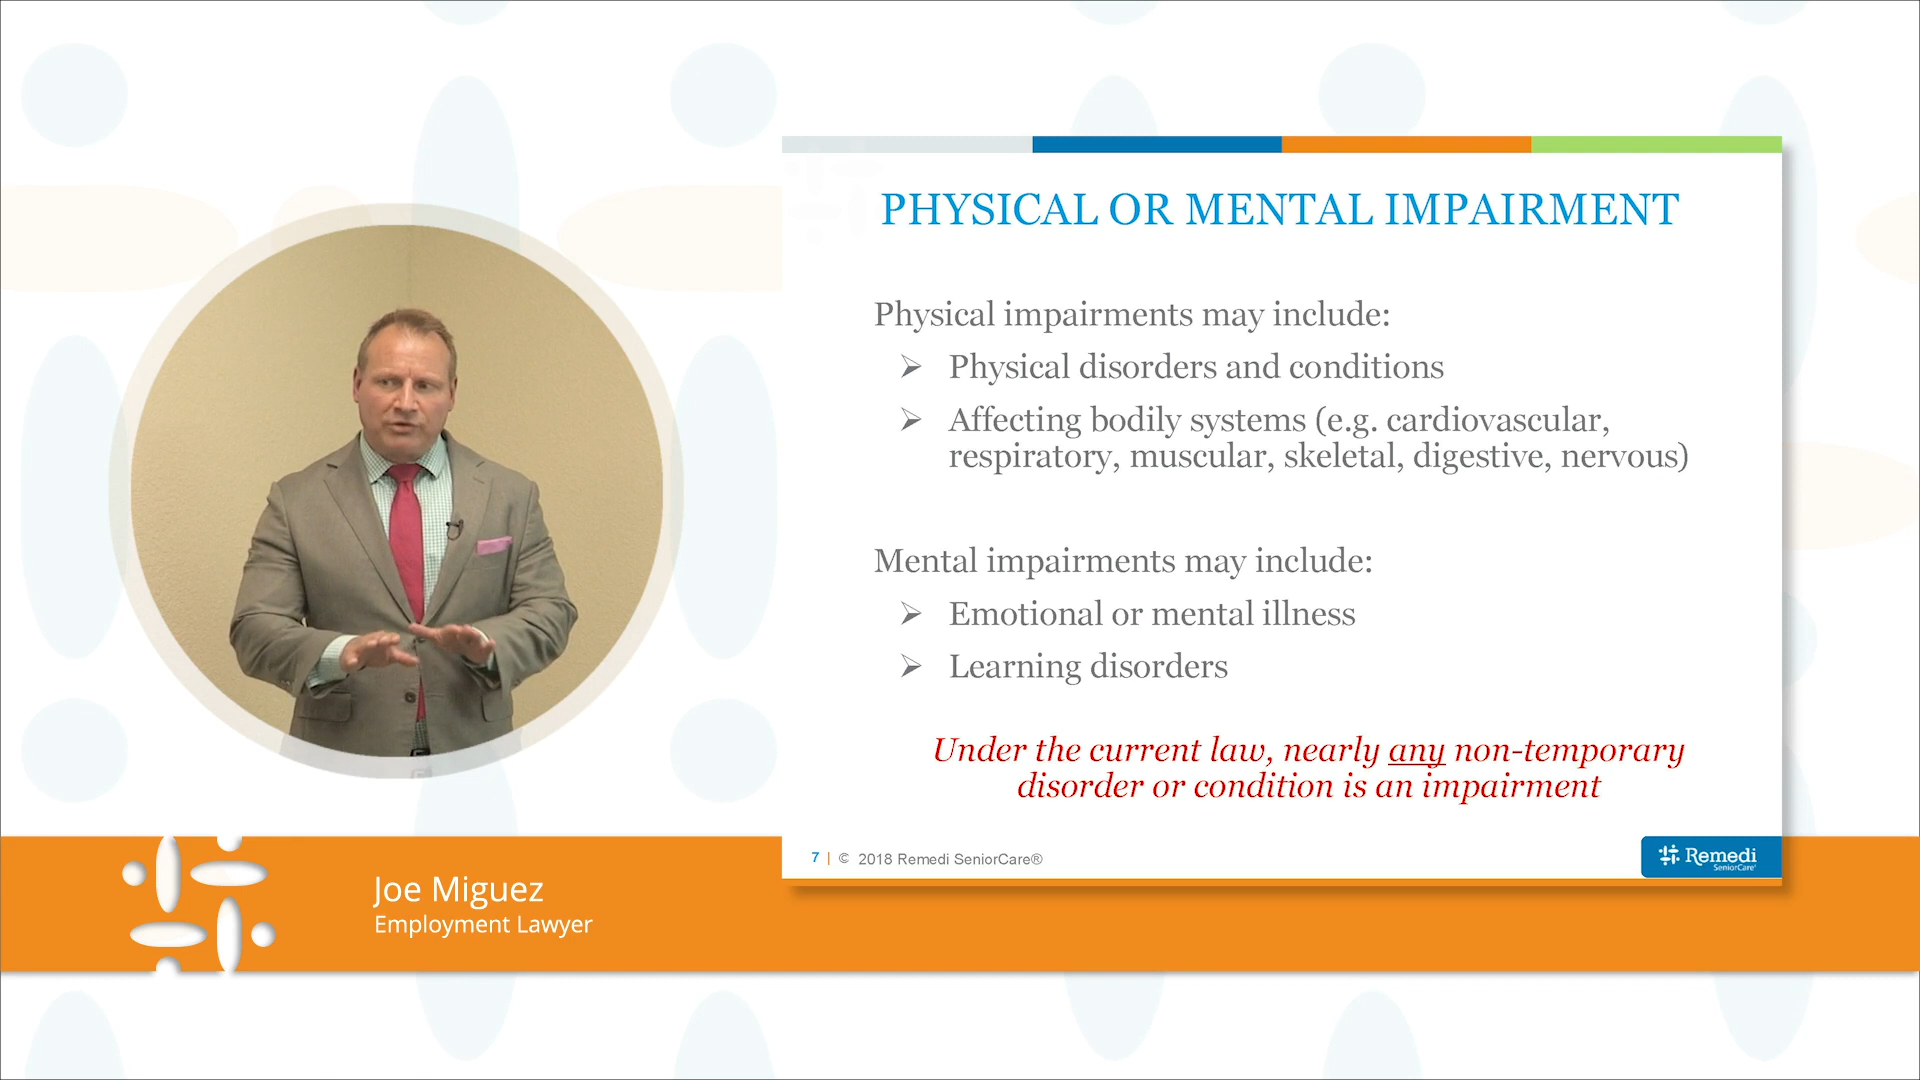 PHYSICAL OR MENTAL IMPAIRMENT
Physical impairments may include:
➢ Physical disorders and conditions
➢ Affecting bodily systems (e.g. cardiovascular,
respiratory, muscular, skeletal, digestive, nervous)
Mental impairments may include:
➢ Emotional or mental illness
➢ Learning disorders
Under the current law, nearly any non-temporary
disorder or condition is an impairment
7 | © 2018 Remedi SeniorCare®
Remedi
SeniorCare®
Joe Miguez
Employment Lawyer